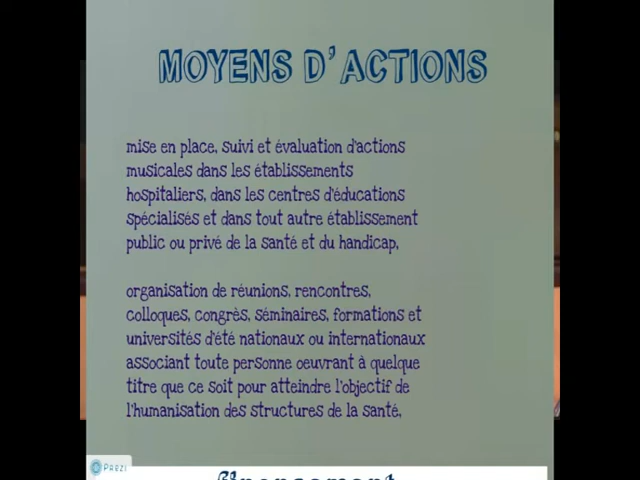 MOYENS D'ACTIONS
mise en place, suivi et évaluation d'actions
musicales dans les établissements
hospitaliers, dans les centres d'éducations
spécialisés et dans tout autre établissement
public ou privé de la santé et du handicap,
organisation de réunions, rencontres,
colloques, congrès, séminaires, formations et
universités d'été nationaux ou internationaux
associant toute personne oeuvrant à quelque
titre que ce soit pour atteindre l'objectif de
l'humanisation des structures de la santé,
PREZI
financement